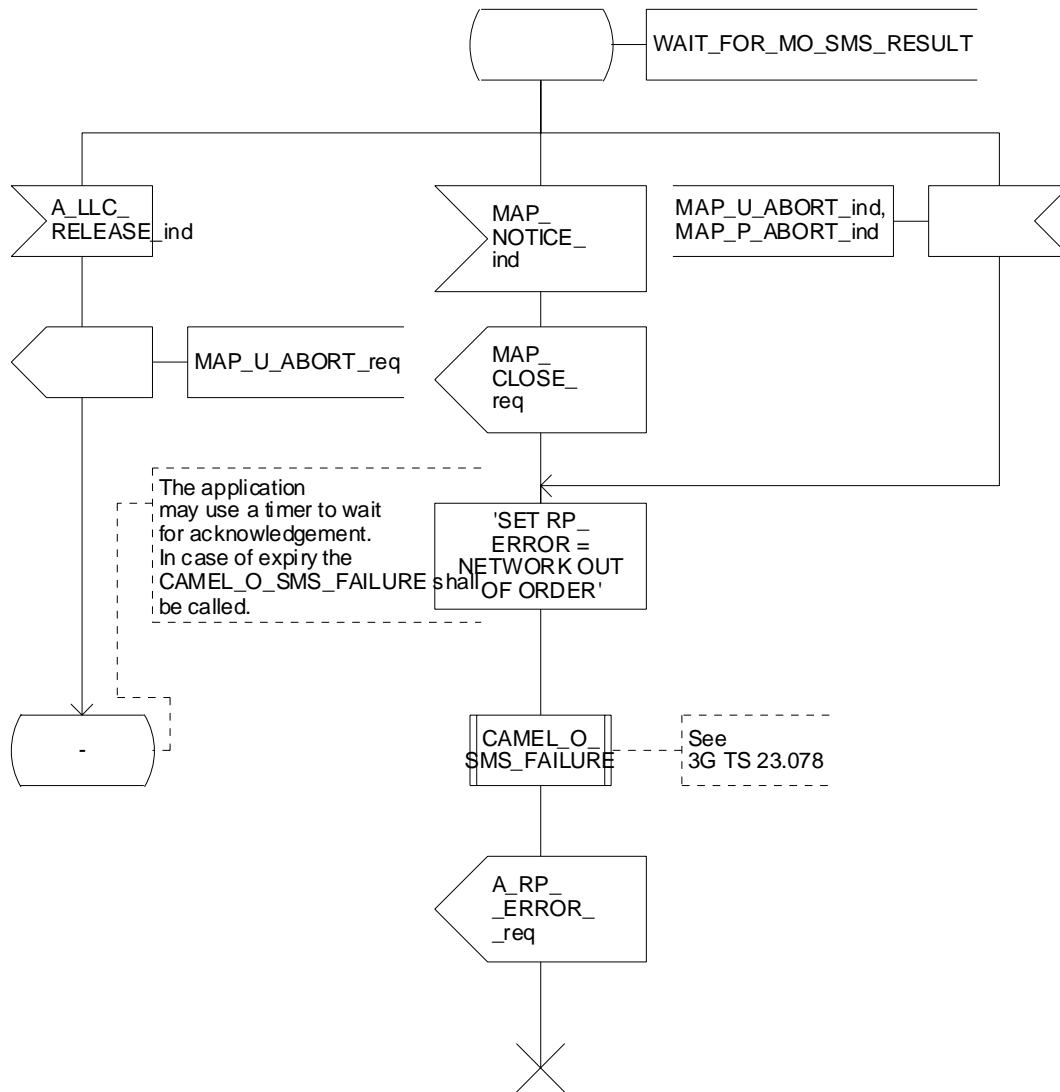 WAIT_FOR_MO_SMS_RESULT
A_LLC_
RELEASE_ind
MAP_
NOTICE_
ind
MAP_U_ABORT_ind,
MAP_P_ABORT_ind
MAP_U_ABORT_req
MAP_
CLOSE_
req
The application
may use a timer to wait
for acknowledgement.
In case of expiry the
CAMEL_O_SMS_FAILURE shall
be called.
'SET RP_
ERROR =
NETWORK OUT
OF ORDER'
-
CAMEL_O_
SMS_FAILURE
See
3G TS 23.078
A_RP_
_ERROR_
_req